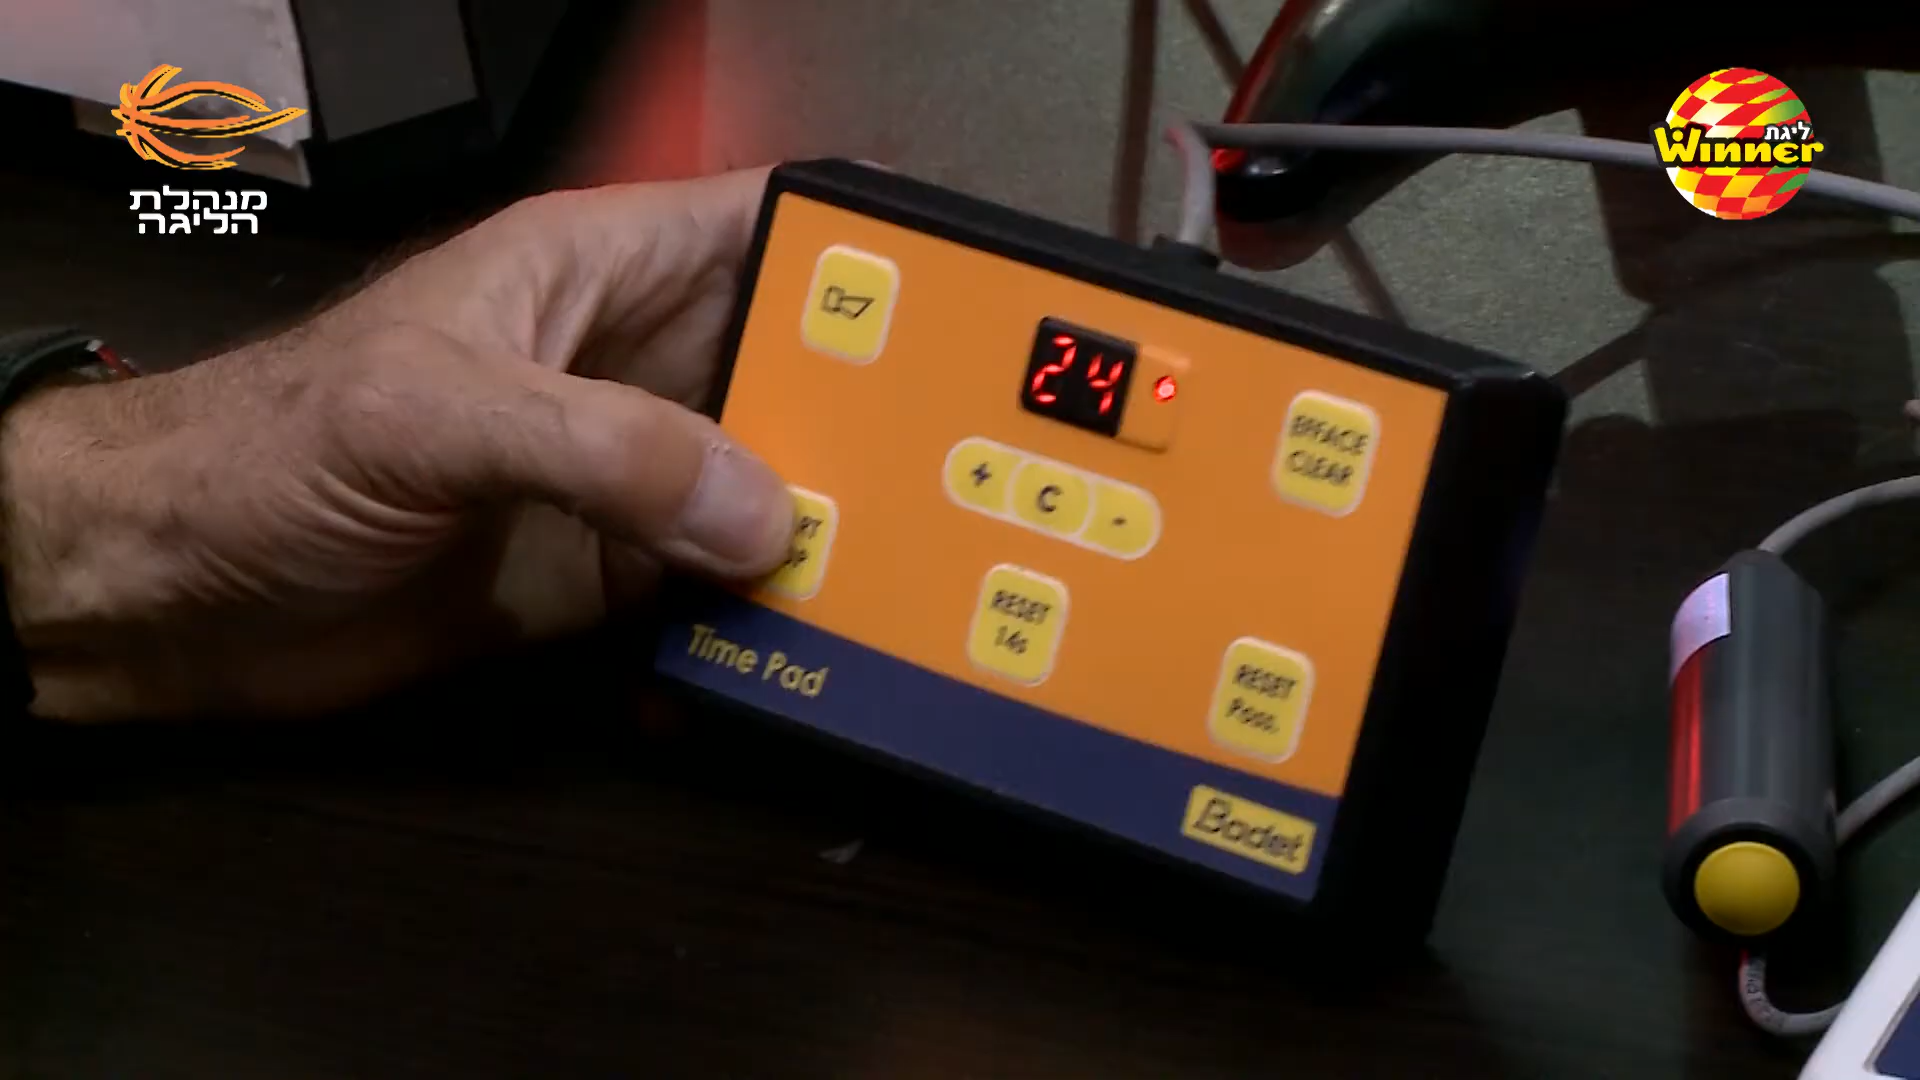 מנהלת
הליגה
ליגת
Winner
24
EFFACE
CLEAR
+ C -
RESET
14s
RESET
Poss.
Time Pad
Bodet